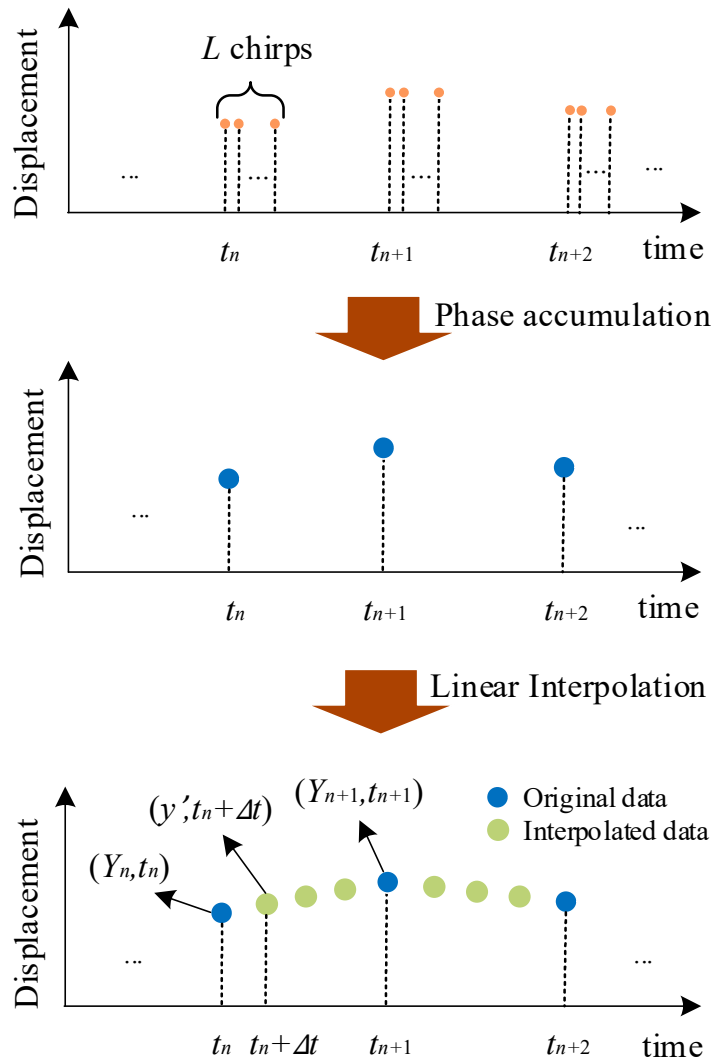 L chirps
Displacement
... ... ... ... ...
tn tn+1 tn+2 time
Phase accumulation
Displacement
... ...
tn tn+1 tn+2 time
Linear Interpolation
(Yn+1,tn+1)
Original data
(y′,tn+Δt)
Interpolated data
(Yn,tn)
Displacement
... ...
tn tn+Δt tn+1 tn+2 time